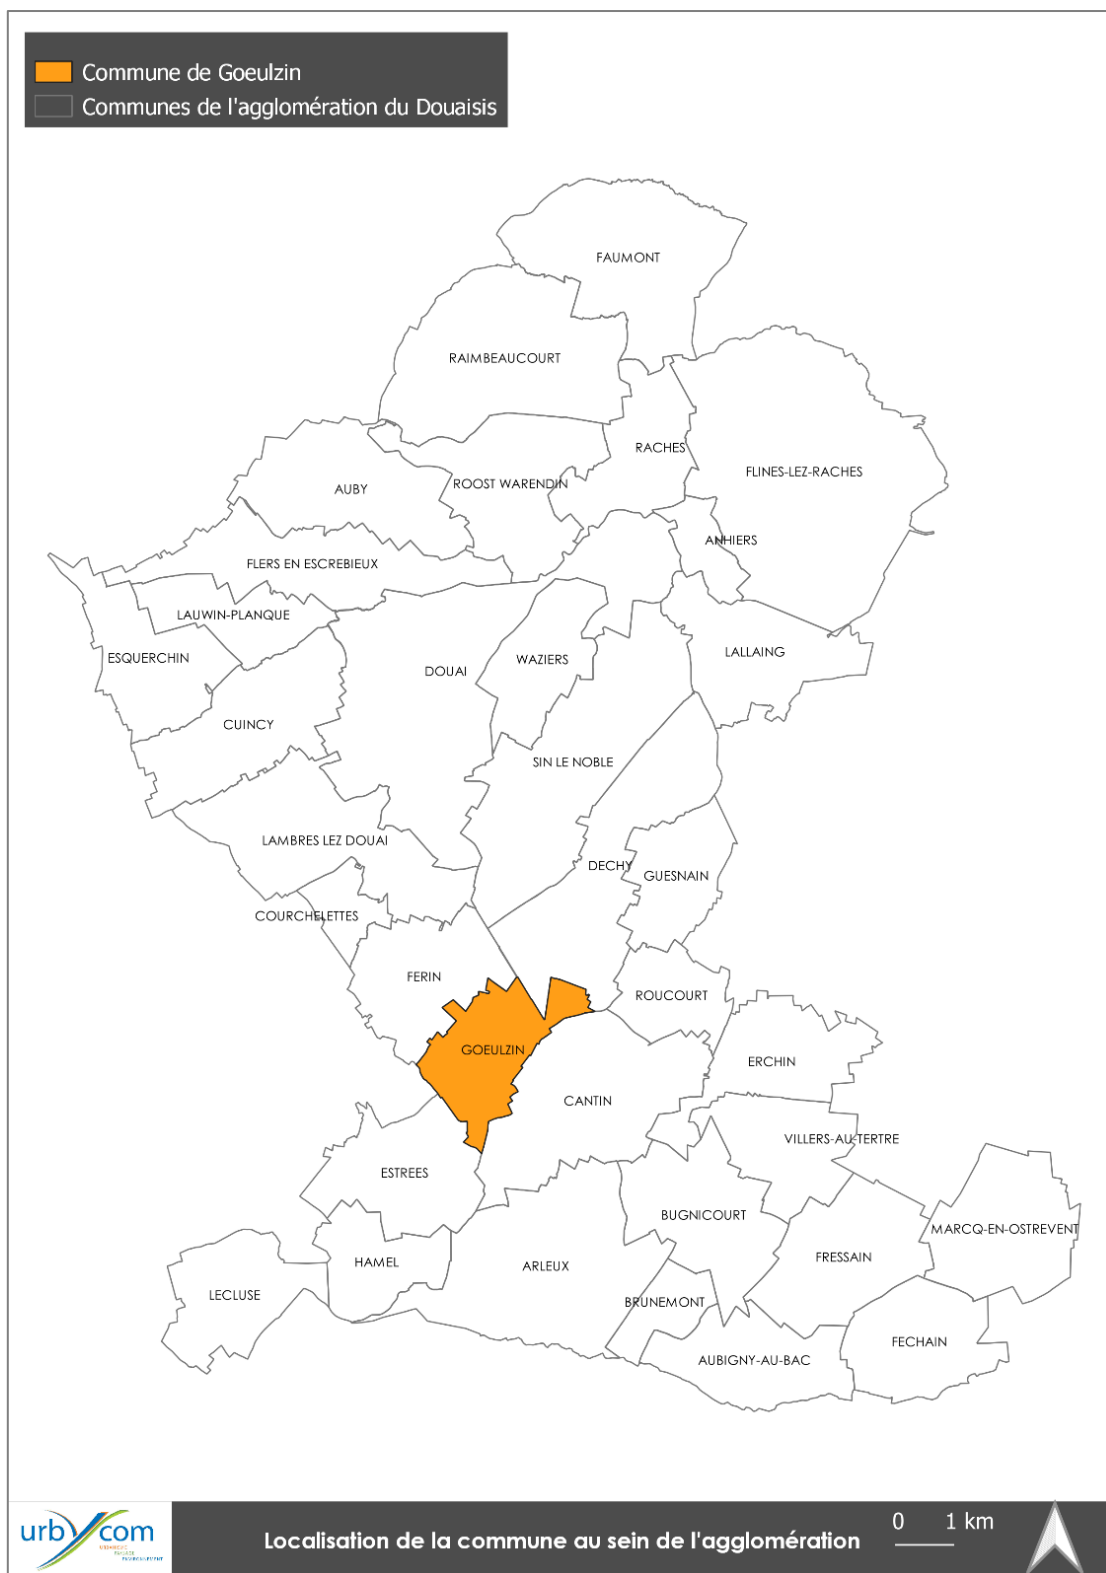 Commune de Goeulzin
Communes de l'agglomération du Douaisis
FAUMONT
RAIMBEAUCOURT
RACHES
FLINES-LEZ-RACHES
ROOST WARENDIN
AUBY
ANHIERS
FLERS EN ESCREBIEUX
LAUWIN-PLANQUE
LALLAING
ESQUERCHIN
WAZIERS
DOUAI
CUINCY
SIN LE NOBLE
LAMBRES LEZ DOUAI
DECHY
GUESNAIN
COURCHELETTES
FERIN
ROUCOURT
GOEULZIN
ERCHIN
CANTIN
VILLERS-AU-TERTRE
ESTREES
BUGNICOURT
MARCQ-EN-OSTREVENT
FRESSAIN
HAMEL
ARLEUX
LECLUSE
BRUNEMONT
FECHAIN
AUBIGNY-AU-BAC
urbycom
URBANISME
PAYSAGE
ENVIRONNEMENT
Localisation de la commune au sein de l'agglomération
0 1 km